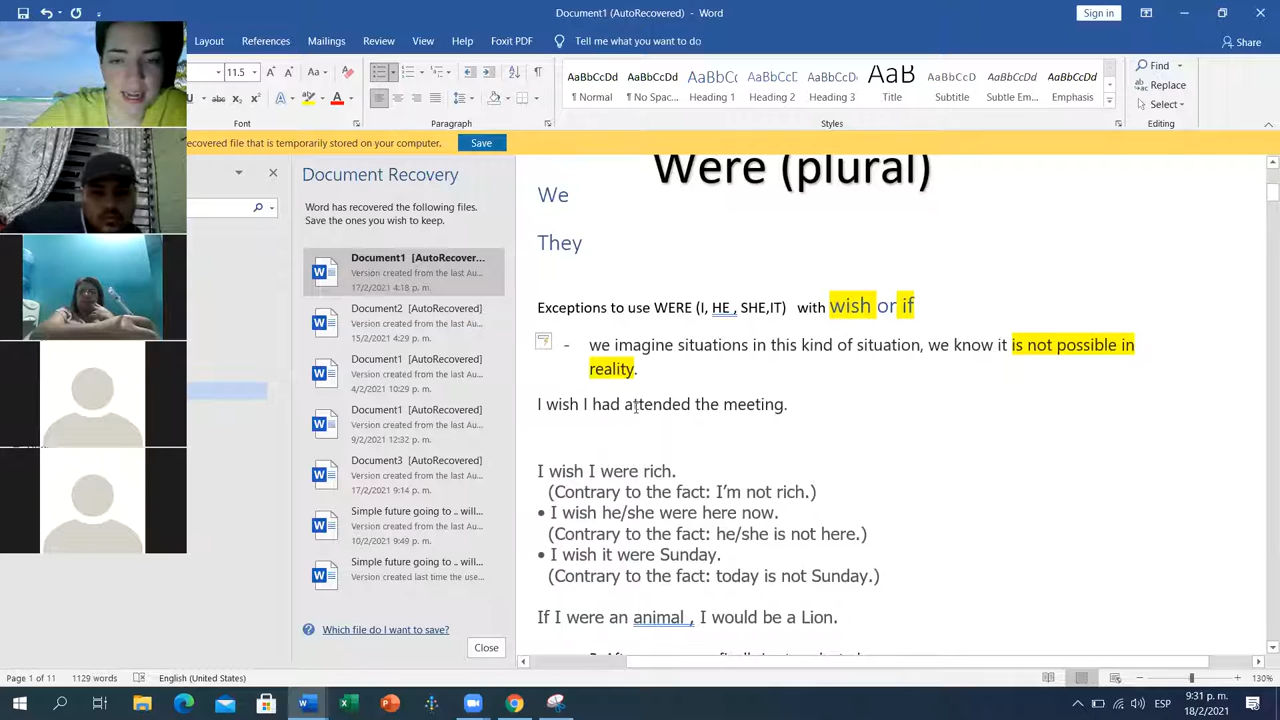 Document1 (AutoRecovered) - Word
Sign in
Layout References Mailings Review View Help Foxit PDF Tell me what you want to do Share
11.5
AaBbCcDd AaBbCcDd AaBbC( AaBbCcC AaBbCcD AaB AaBbCcD AaBbCcDd AaBbCcDd
¶ Normal ¶ No Spac... Heading 1 Heading 2 Heading 3 Title Subtitle Subtle Em... Emphasis
Find
Replace
Select
Font Paragraph Styles Editing
ecovered file that is temporarily stored on your computer. Save
Document Recovery
Word has recovered the following files.
Save the ones you wish to keep.
Document1 [AutoRecover...
Version created from the last Au...
17/2/2021 4:18 p. m.
Document2 [AutoRecovered]
Version created from the last Au...
15/2/2021 4:29 p. m.
Document1 [AutoRecovered]
Version created from the last Au...
4/2/2021 10:29 p. m.
Document1 [AutoRecovered]
Version created from the last Au...
9/2/2021 12:32 p. m.
Document3 [AutoRecovered]
Version created from the last Au...
17/2/2021 9:14 p. m.
Simple future going to .. will...
Version created from the last Au...
10/2/2021 9:49 p. m.
Simple future going to .. will...
Version created last time the use...
Which file do I want to save?
Close
Were (plural)
We
They
Exceptions to use WERE (I, HE , SHE,IT) with wish or if
- we imagine situations in this kind of situation, we know it is not possible in
reality.
I wish I had attended the meeting.
I wish I were rich.
(Contrary to the fact: I’m not rich.)
• I wish he/she were here now.
(Contrary to the fact: he/she is not here.)
• I wish it were Sunday.
(Contrary to the fact: today is not Sunday.)
If I were an animal , I would be a Lion.
Page 1 of 11 1129 words English (United States) 130%
ESP 9:31 p. m.
18/2/2021